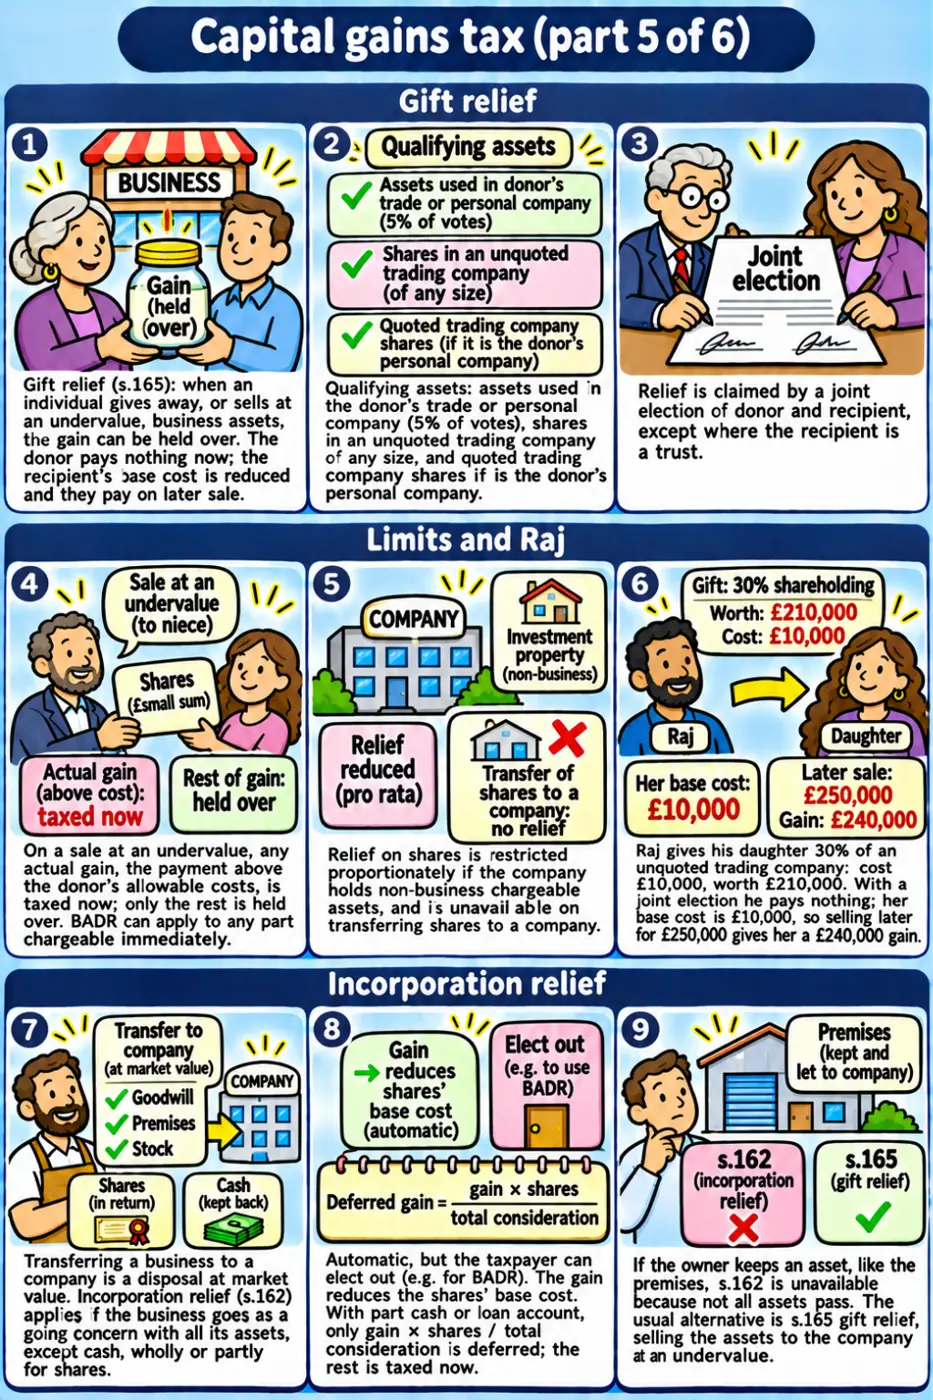 Capital gains tax (part 5 of 6)
Gift relief
1
BUSINESS
Gain
(held
(over)
Gift relief (s.165): when an
individual gives away, or sells at
an undervalue, business assets,
the gain can be held over. The
donor pays nothing now; the
recipient's base cost is reduced
and they pay on later sale.
2
Qualifying assets
Assets used in donor's
trade or personal company
(5% of votes)
Shares in an unquoted
trading company
(of any size)
Quoted trading company
shares (if it is the donor's
personal company)
Qualifying assets: assets used in
the donor's trade or personal
company (5% of votes), shares
in an unquoted trading company
of any size, and quoted trading
company shares if is the donor's
personal company.
3
Joint
election
Relief is claimed by a joint
election of donor and recipient,
except where the recipient is
a trust.
Limits and Raj
4
Sale at an
undervalue
(to niece)
Shares
(£small sum)
Actual gain
(above cost):
taxed now
Rest of gain:
held over
On a sale at an undervalue, any
actual gain, the payment above
the donor's allowable costs, is
taxed now; only the rest is held
over. BADR can apply to any part
chargeable immediately.
5
COMPANY
Investment
property
(non-business)
Relief
reduced
(pro rata)
Transfer of
shares to a
company:
no relief
Relief on shares is restricted
proportionately if the company
holds non-business chargeable
assets, and is unavailable on
transferring shares to a company.
6
Gift: 30% shareholding
Worth: £210,000
Cost: £10,000
Raj
Daughter
Her base cost:
£10,000
Later sale:
£250,000
Gain: £240,000
Raj gives his daughter 30% of an
unquoted trading company: cost
£10,000, worth £210,000. With a
joint election he pays nothing; her
base cost is £10,000, so selling later
for £250,000 gives her a £240,000 gain.
Incorporation relief
7
Transfer to
company
(at market value)
Goodwill
Premises
Stock
COMPANY
Shares
(in return)
Cash
(kept back)
Transferring a business to a
company is a disposal at market
value. Incorporation relief (s.162)
applies if the business goes as a
going concern with all its assets,
except cash, wholly or partly
for shares.
8
Gain
→ reduces
shares'
base cost
(automatic)
Elect out
(e.g. to use
BADR)
Deferred gain = gain × shares / total consideration
Automatic, but the taxpayer can
elect out (e.g. for BADR). The gain
reduces the shares' base cost.
With part cash or loan account,
only gain × shares / total
consideration is deferred; the
rest is taxed now.
9
Premises
(kept and
let to company)
s.162
(incorporation
relief)
s.165
(gift relief)
If the owner keeps an asset, like the
premises, s.162 is unavailable
because not all assets pass. The
usual alternative is s.165 gift relief,
selling the assets to the company
at an undervalue.